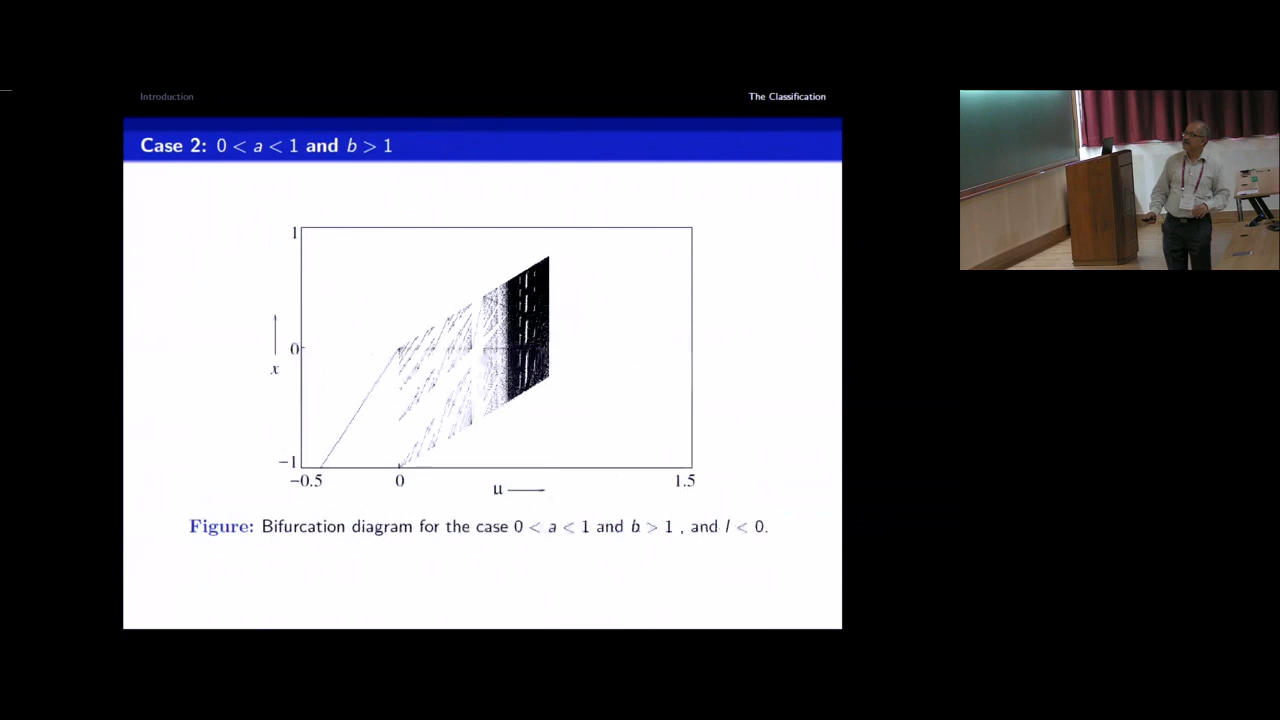 Introduction
The Classification
Case 2: 0 < a < 1 and b > 1
1
0
x
−1
−0.5
0
1.5
μ
Figure: Bifurcation diagram for the case 0 < a < 1 and b > 1 , and l < 0.